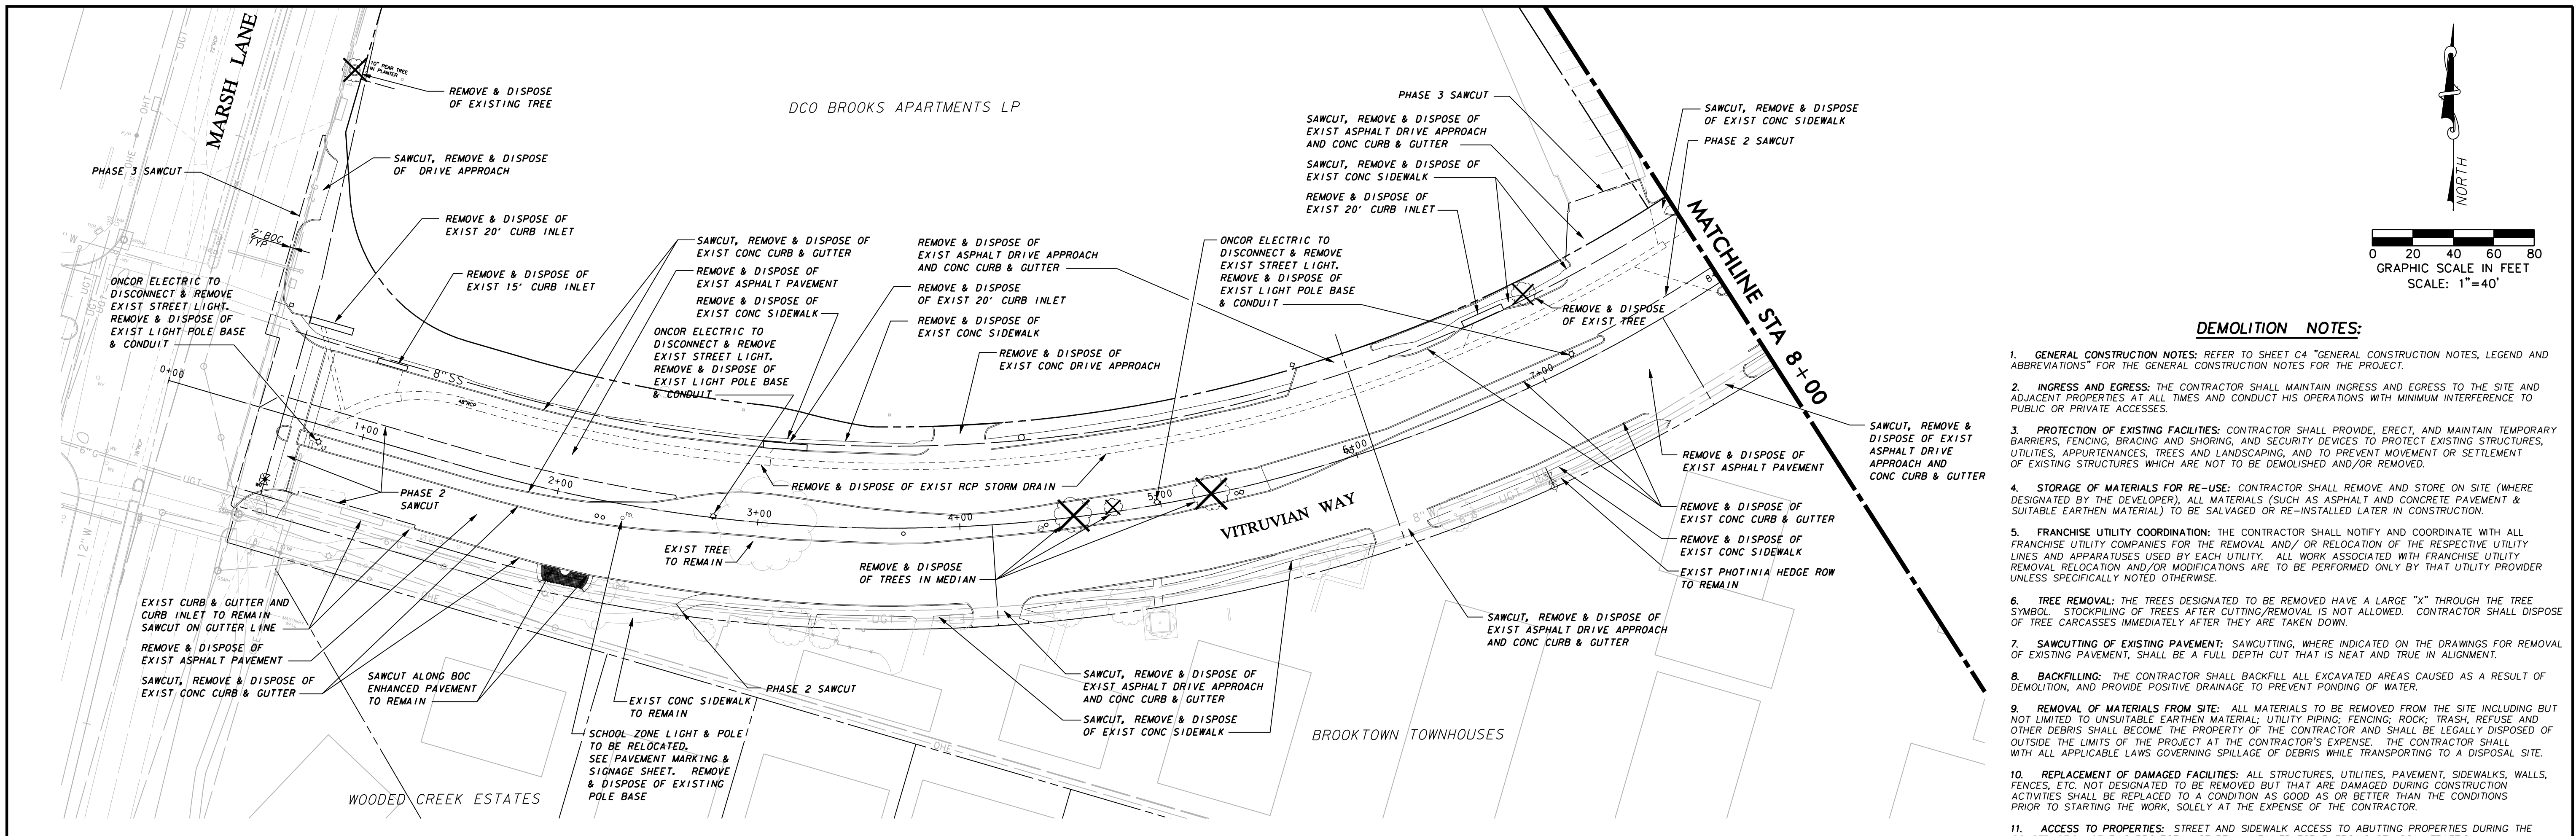 MARSH LANE
10" PEAR TREE
IN PLANTER
REMOVE & DISPOSE
OF EXISTING TREE
DCO BROOKS APARTMENTS LP
PHASE 3 SAWCUT
SAWCUT, REMOVE & DISPOSE
OF DRIVE APPROACH
2' BOC
TYP
REMOVE & DISPOSE OF
EXIST 20' CURB INLET
REMOVE & DISPOSE OF
EXIST 15' CURB INLET
ONCOR ELECTRIC TO
DISCONNECT & REMOVE
EXIST STREET LIGHT.
REMOVE & DISPOSE OF
EXIST LIGHT POLE BASE
& CONDUIT
SAWCUT, REMOVE & DISPOSE OF
EXIST CONC CURB & GUTTER
REMOVE & DISPOSE OF
EXIST ASPHALT PAVEMENT
REMOVE & DISPOSE OF
EXIST CONC SIDEWALK
ONCOR ELECTRIC TO
DISCONNECT & REMOVE
EXIST STREET LIGHT.
REMOVE & DISPOSE OF
EXIST LIGHT POLE BASE
& CONDUIT
REMOVE & DISPOSE OF
EXIST ASPHALT DRIVE APPROACH
AND CONC CURB & GUTTER
REMOVE & DISPOSE
OF EXIST 20' CURB INLET
REMOVE & DISPOSE OF
EXIST CONC SIDEWALK
REMOVE & DISPOSE OF
EXIST CONC DRIVE APPROACH
ONCOR ELECTRIC TO
DISCONNECT & REMOVE
EXIST STREET LIGHT.
REMOVE & DISPOSE OF
EXIST LIGHT POLE BASE
& CONDUIT
PHASE 3 SAWCUT
SAWCUT, REMOVE & DISPOSE OF
EXIST ASPHALT DRIVE APPROACH
AND CONC CURB & GUTTER
SAWCUT, REMOVE & DISPOSE OF
EXIST CONC SIDEWALK
REMOVE & DISPOSE OF
EXIST 20' CURB INLET
SAWCUT, REMOVE & DISPOSE
OF EXIST CONC SIDEWALK
PHASE 2 SAWCUT
REMOVE & DISPOSE
OF EXIST TREE
MATCHLINE STA 8+00
0+00
1+00
2+00
3+00
4+00
5+00
6+00
7+00
8"SS
48"RCP
8"W
12"W
UGT
OHE
REMOVE & DISPOSE OF EXIST RCP STORM DRAIN
PHASE 2
SAWCUT
EXIST TREE
TO REMAIN
REMOVE & DISPOSE
OF TREES IN MEDIAN
VITRUVIAN WAY
SAWCUT, REMOVE &
DISPOSE OF EXIST
ASPHALT DRIVE
APPROACH AND
CONC CURB & GUTTER
REMOVE & DISPOSE OF
EXIST ASPHALT PAVEMENT
REMOVE & DISPOSE OF
EXIST CONC CURB & GUTTER
REMOVE & DISPOSE OF
EXIST CONC SIDEWALK
EXIST PHOTINIA HEDGE ROW
TO REMAIN
SAWCUT, REMOVE & DISPOSE OF
EXIST ASPHALT DRIVE APPROACH
AND CONC CURB & GUTTER
EXIST CURB & GUTTER AND
CURB INLET TO REMAIN
SAWCUT ON GUTTER LINE
REMOVE & DISPOSE OF
EXIST ASPHALT PAVEMENT
SAWCUT, REMOVE & DISPOSE OF
EXIST CONC CURB & GUTTER
SAWCUT ALONG BOC
ENHANCED PAVEMENT
TO REMAIN
PHASE 2 SAWCUT
EXIST CONC SIDEWALK
TO REMAIN
SCHOOL ZONE LIGHT & POLE
TO BE RELOCATED.
SEE PAVEMENT MARKING &
SIGNAGE SHEET. REMOVE
& DISPOSE OF EXISTING
POLE BASE
SAWCUT, REMOVE & DISPOSE OF
EXIST ASPHALT DRIVE APPROACH
AND CONC CURB & GUTTER
SAWCUT, REMOVE & DISPOSE
OF EXIST CONC SIDEWALK
WOODED CREEK ESTATES
BROOKTOWN TOWNHOUSES
NORTH
0 20 40 60 80
GRAPHIC SCALE IN FEET
SCALE: 1"=40'
DEMOLITION NOTES:
1. GENERAL CONSTRUCTION NOTES: REFER TO SHEET C4 "GENERAL CONSTRUCTION NOTES, LEGEND AND
ABBREVIATIONS" FOR THE GENERAL CONSTRUCTION NOTES FOR THE PROJECT.
2. INGRESS AND EGRESS: THE CONTRACTOR SHALL MAINTAIN INGRESS AND EGRESS TO THE SITE AND
ADJACENT PROPERTIES AT ALL TIMES AND CONDUCT HIS OPERATIONS WITH MINIMUM INTERFERENCE TO
PUBLIC OR PRIVATE ACCESSES.
3. PROTECTION OF EXISTING FACILITIES: CONTRACTOR SHALL PROVIDE, ERECT, AND MAINTAIN TEMPORARY
BARRIERS, FENCING, BRACING AND SHORING, AND SECURITY DEVICES TO PROTECT EXISTING STRUCTURES,
UTILITIES, APPURTENANCES, TREES AND LANDSCAPING, AND TO PREVENT MOVEMENT OR SETTLEMENT
OF EXISTING STRUCTURES WHICH ARE NOT TO BE DEMOLISHED AND/OR REMOVED.
4. STORAGE OF MATERIALS FOR RE-USE: CONTRACTOR SHALL REMOVE AND STORE ON SITE (WHERE
DESIGNATED BY THE DEVELOPER), ALL MATERIALS (SUCH AS ASPHALT AND CONCRETE PAVEMENT &
SUITABLE EARTHEN MATERIAL) TO BE SALVAGED OR RE-INSTALLED LATER IN CONSTRUCTION.
5. FRANCHISE UTILITY COORDINATION: THE CONTRACTOR SHALL NOTIFY AND COORDINATE WITH ALL
FRANCHISE UTILITY COMPANIES FOR THE REMOVAL AND/ OR RELOCATION OF THE RESPECTIVE UTILITY
LINES AND APPARATUSES USED BY EACH UTILITY. ALL WORK ASSOCIATED WITH FRANCHISE UTILITY
REMOVAL RELOCATION AND/OR MODIFICATIONS ARE TO BE PERFORMED ONLY BY THAT UTILITY PROVIDER
UNLESS SPECIFICALLY NOTED OTHERWISE.
6. TREE REMOVAL: THE TREES DESIGNATED TO BE REMOVED HAVE A LARGE "X" THROUGH THE TREE
SYMBOL. STOCKPILING OF TREES AFTER CUTTING/REMOVAL IS NOT ALLOWED. CONTRACTOR SHALL DISPOSE
OF TREE CARCASSES IMMEDIATELY AFTER THEY ARE TAKEN DOWN.
7. SAWCUTTING OF EXISTING PAVEMENT: SAWCUTTING, WHERE INDICATED ON THE DRAWINGS FOR REMOVAL
OF EXISTING PAVEMENT, SHALL BE A FULL DEPTH CUT THAT IS NEAT AND TRUE IN ALIGNMENT.
8. BACKFILLING: THE CONTRACTOR SHALL BACKFILL ALL EXCAVATED AREAS CAUSED AS A RESULT OF
DEMOLITION, AND PROVIDE POSITIVE DRAINAGE TO PREVENT PONDING OF WATER.
9. REMOVAL OF MATERIALS FROM SITE: ALL MATERIALS TO BE REMOVED FROM THE SITE INCLUDING BUT
NOT LIMITED TO UNSUITABLE EARTHEN MATERIAL; UTILITY PIPING; FENCING; ROCK; TRASH, REFUSE AND
OTHER DEBRIS SHALL BECOME THE PROPERTY OF THE CONTRACTOR AND SHALL BE LEGALLY DISPOSED OF
OUTSIDE THE LIMITS OF THE PROJECT AT THE CONTRACTOR'S EXPENSE. THE CONTRACTOR SHALL
WITH ALL APPLICABLE LAWS GOVERNING SPILLAGE OF DEBRIS WHILE TRANSPORTING TO A DISPOSAL SITE.
10. REPLACEMENT OF DAMAGED FACILITIES: ALL STRUCTURES, UTILITIES, PAVEMENT, SIDEWALKS, WALLS,
FENCES, ETC. NOT DESIGNATED TO BE REMOVED BUT THAT ARE DAMAGED DURING CONSTRUCTION
ACTIVITIES SHALL BE REPLACED TO A CONDITION AS GOOD AS OR BETTER THAN THE CONDITIONS
PRIOR TO STARTING THE WORK, SOLELY AT THE EXPENSE OF THE CONTRACTOR.
11. ACCESS TO PROPERTIES: STREET AND SIDEWALK ACCESS TO ABUTTING PROPERTIES DURING THE